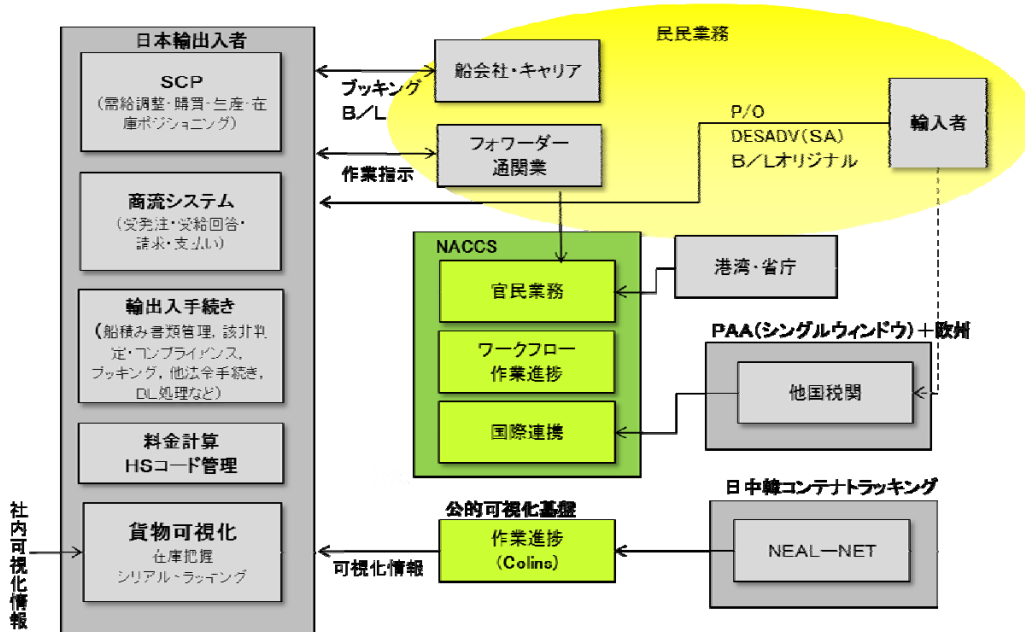 日本輸出入者
SCP
(需給調整・購買・生産・在
庫ポジショニング)
商流システム
(受発注・受給回答・
請求・支払い)
輸出入手続き
(船積み書類管理, 該非判
定・コンプライアンス,
ブッキング, 他法令手続き,
BL処理など)
料金計算
HSコード管理
貨物可視化
在庫把握
シリアルトラッキング
社内可視化情報
ブッキング
B/L
作業指示
民民業務
船会社・キャリア
フォワーダー
通関業
P/O
DESADV(SA)
B/Lオリジナル
輸入者
NACCS
官民業務
ワークフロー
作業進捗
国際連携
港湾・省庁
PAA(シングルウィンドウ)+欧州
他国税関
日中韓コンテナトラッキング
NEAL-NET
公的可視化基盤
作業進捗
(Colins)
可視化情報